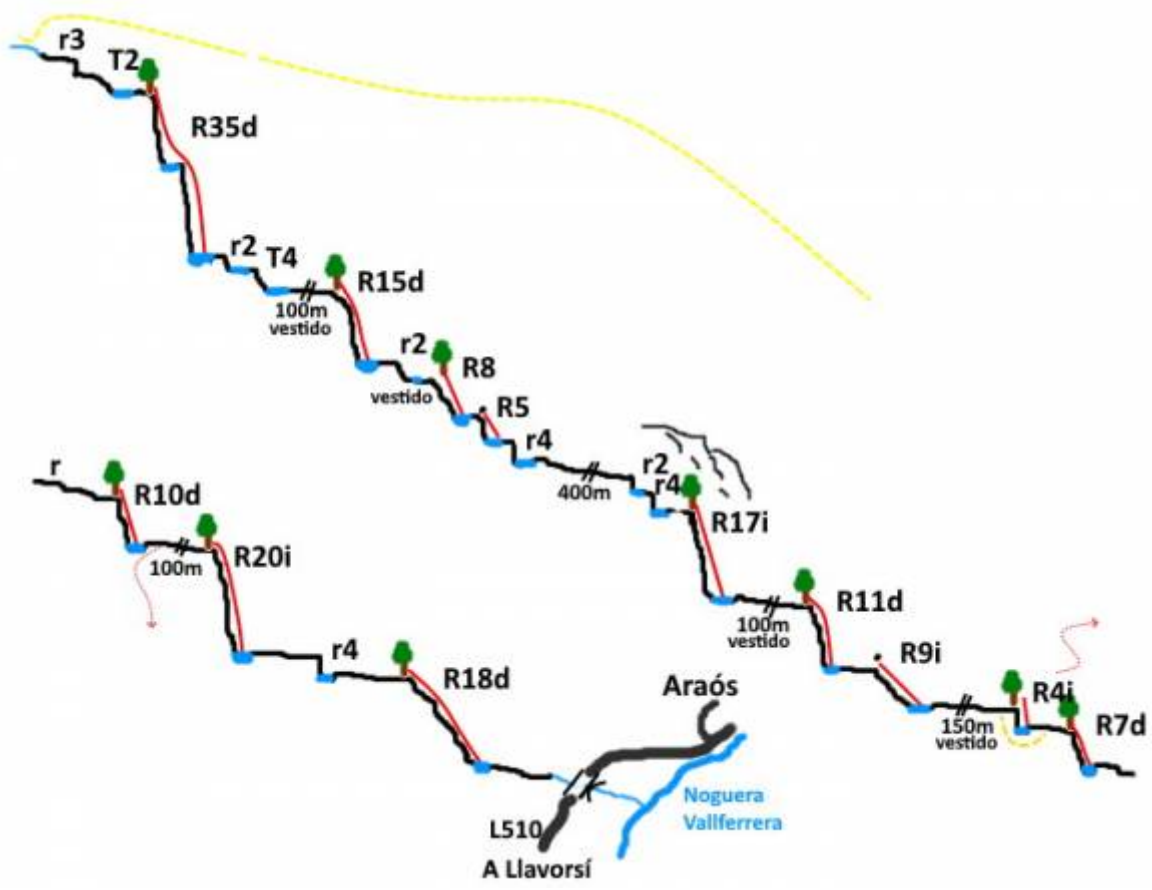 r3
T2
R35d
r2
T4
100m
vestido
R15d
r2
vestido
R8
R5
r4
400m
r2
r4
R17i
100m
vestido
R11d
R9i
150m
vestido
R4i
R7d
r
R10d
100m
R20i
r4
R18d
Araós
Noguera
Vallferrera
L510
A Llavorsí